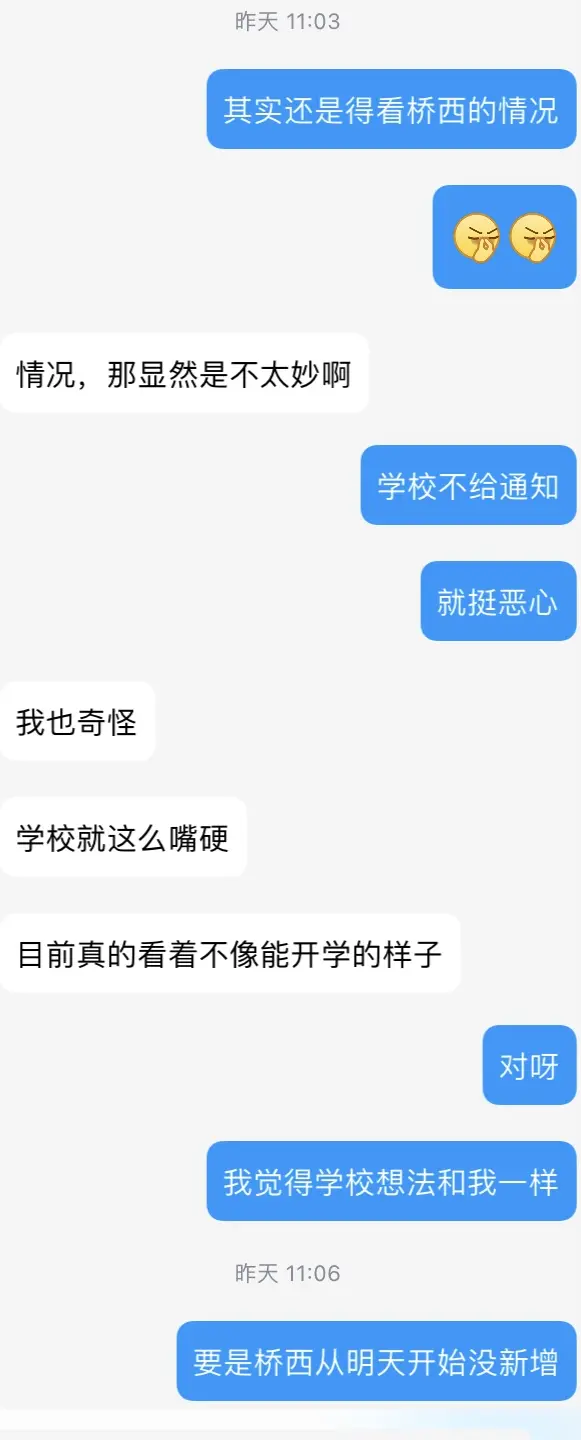 昨天 11:03
其实还是得看桥西的情况
情况，那显然是不太妙啊
学校不给通知
就挺恶心
我也奇怪
学校就这么嘴硬
目前真的看着不像能开学的样子
对呀
我觉得学校想法和我一样
昨天 11:06
要是桥西从明天开始没新增